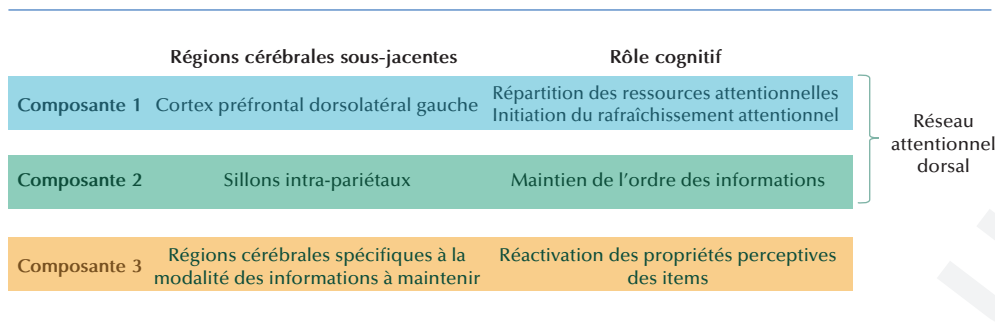 Régions cérébrales sous-jacentes Rôle cognitif
Composante 1 Cortex préfrontal dorsolatéral gauche Répartition des ressources attentionnelles
Initiation du rafraîchissement attentionnel
Composante 2 Sillons intra-pariétaux Maintien de l'ordre des informations
Composante 3 Régions cérébrales spécifiques à la
modalité des informations à maintenir
Réactivation des propriétés perceptives
des items
Réseau
attentionnel
dorsal